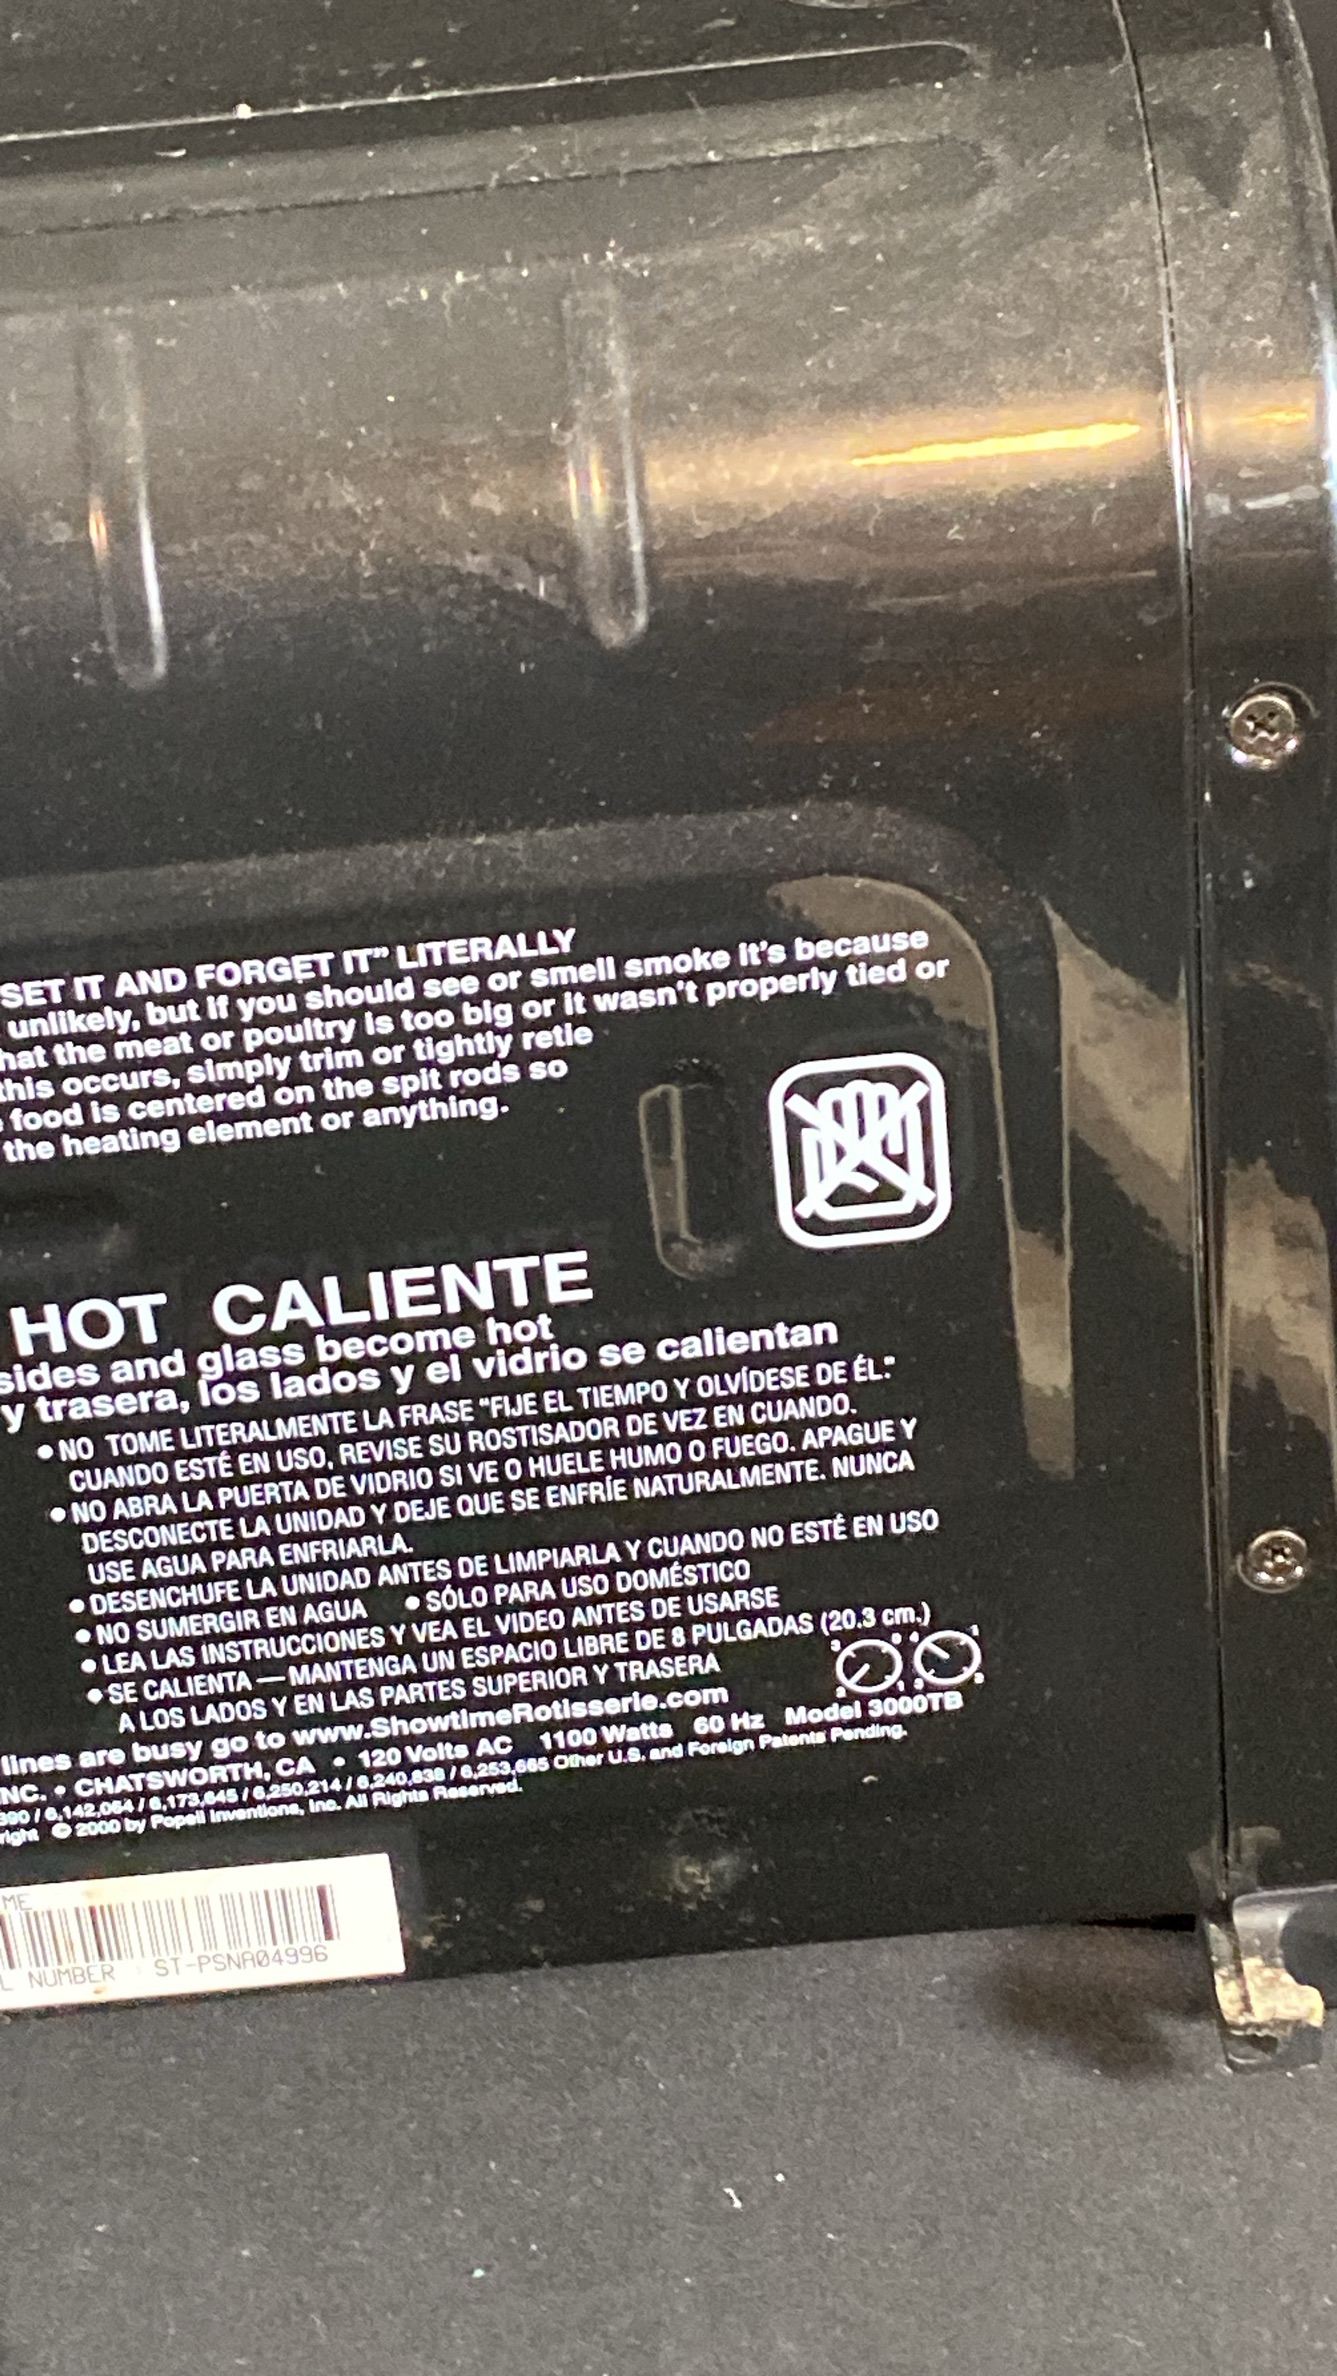 SET IT AND FORGET IT” LITERALLY
unlikely, but if you should see or smell smoke it's because
hat the meat or poultry is too big or it wasn't properly tied or
this occurs, simply trim or tightly retie
food is centered on the spit rods so
the heating element or anything.
HOT CALIENTE
sides and glass become hot
y trasera, los lados y el vidrio se calientan
• NO TOME LITERALMENTE LA FRASE “FIJE EL TIEMPO Y OLVÍDESE DE ÉL.”
CUANDO ESTÉ EN USO, REVISE SU ROSTISADOR DE VEZ EN CUANDO.
• NO ABRA LA PUERTA DE VIDRIO SI VE O HUELE HUMO O FUEGO. APAGUE Y
DESCONECTE LA UNIDAD Y DEJE QUE SE ENFRÍE NATURALMENTE. NUNCA
USE AGUA PARA ENFRIARLA.
• DESENCHUFE LA UNIDAD ANTES DE LIMPIARLA Y CUANDO NO ESTÉ EN USO
• NO SUMERGIR EN AGUA • SÓLO PARA USO DOMÉSTICO
• LEA LAS INSTRUCCIONES Y VEA EL VIDEO ANTES DE USARSE
• SE CALIENTA — MANTENGA UN ESPACIO LIBRE DE 8 PULGADAS (20.3 cm.)
A LOS LADOS Y EN LAS PARTES SUPERIOR Y TRASERA
lines are busy go to www.ShowtimeRotisserie.com
NC. • CHATSWORTH, CA • 120 Volts AC 1100 Watts 60 Hz Model 3000TB
390 / 6,142,064 / 6,173,645 / 6,250,214 / 6,240,838 / 6,253,665 Other U.S. and Foreign Patents Pending.
right © 2000 by Popeil Inventions, Inc. All Rights Reserved.
ME
L NUMBER ST-PSNA04996